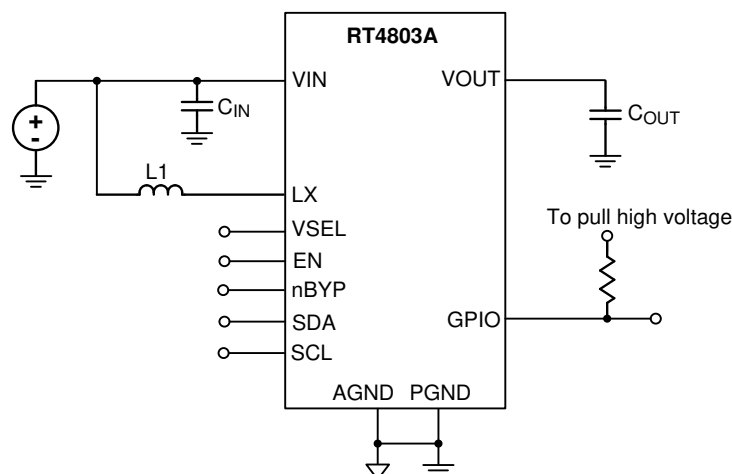 RT4803A
VIN
VOUT
CIN
COUT
+
-
L1
LX
To pull high voltage
VSEL
EN
nBYP
GPIO
SDA
SCL
AGND PGND